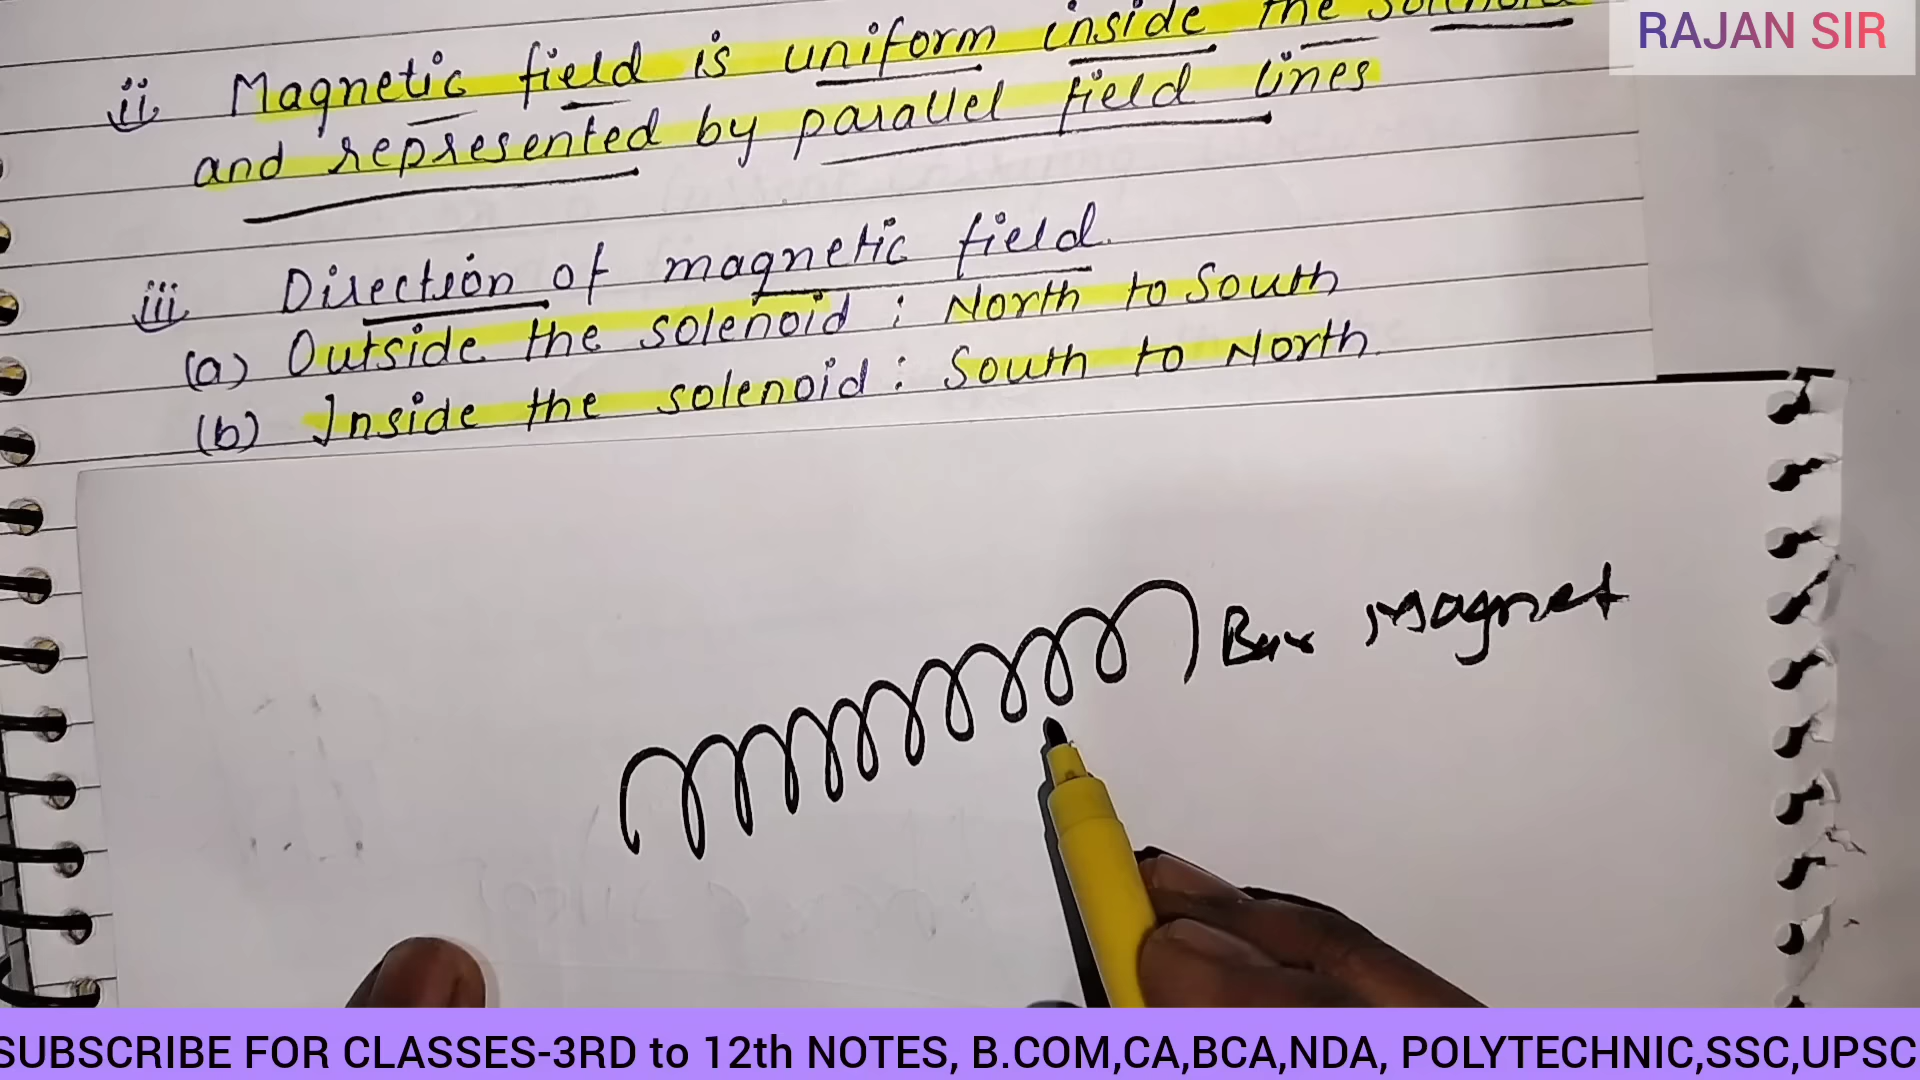 RAJAN SIR
ii Magnetic field is uniform inside the solenoid
and represented by parallel field lines
iii Direction of magnetic field.
(a) Outside the solenoid : North to South
(b) Inside the solenoid : South to North.
Bar Magnet
SUBSCRIBE FOR CLASSES-3RD to 12th NOTES, B.COM,CA,BCA,NDA, POLYTECHNIC,SSC,UPSC